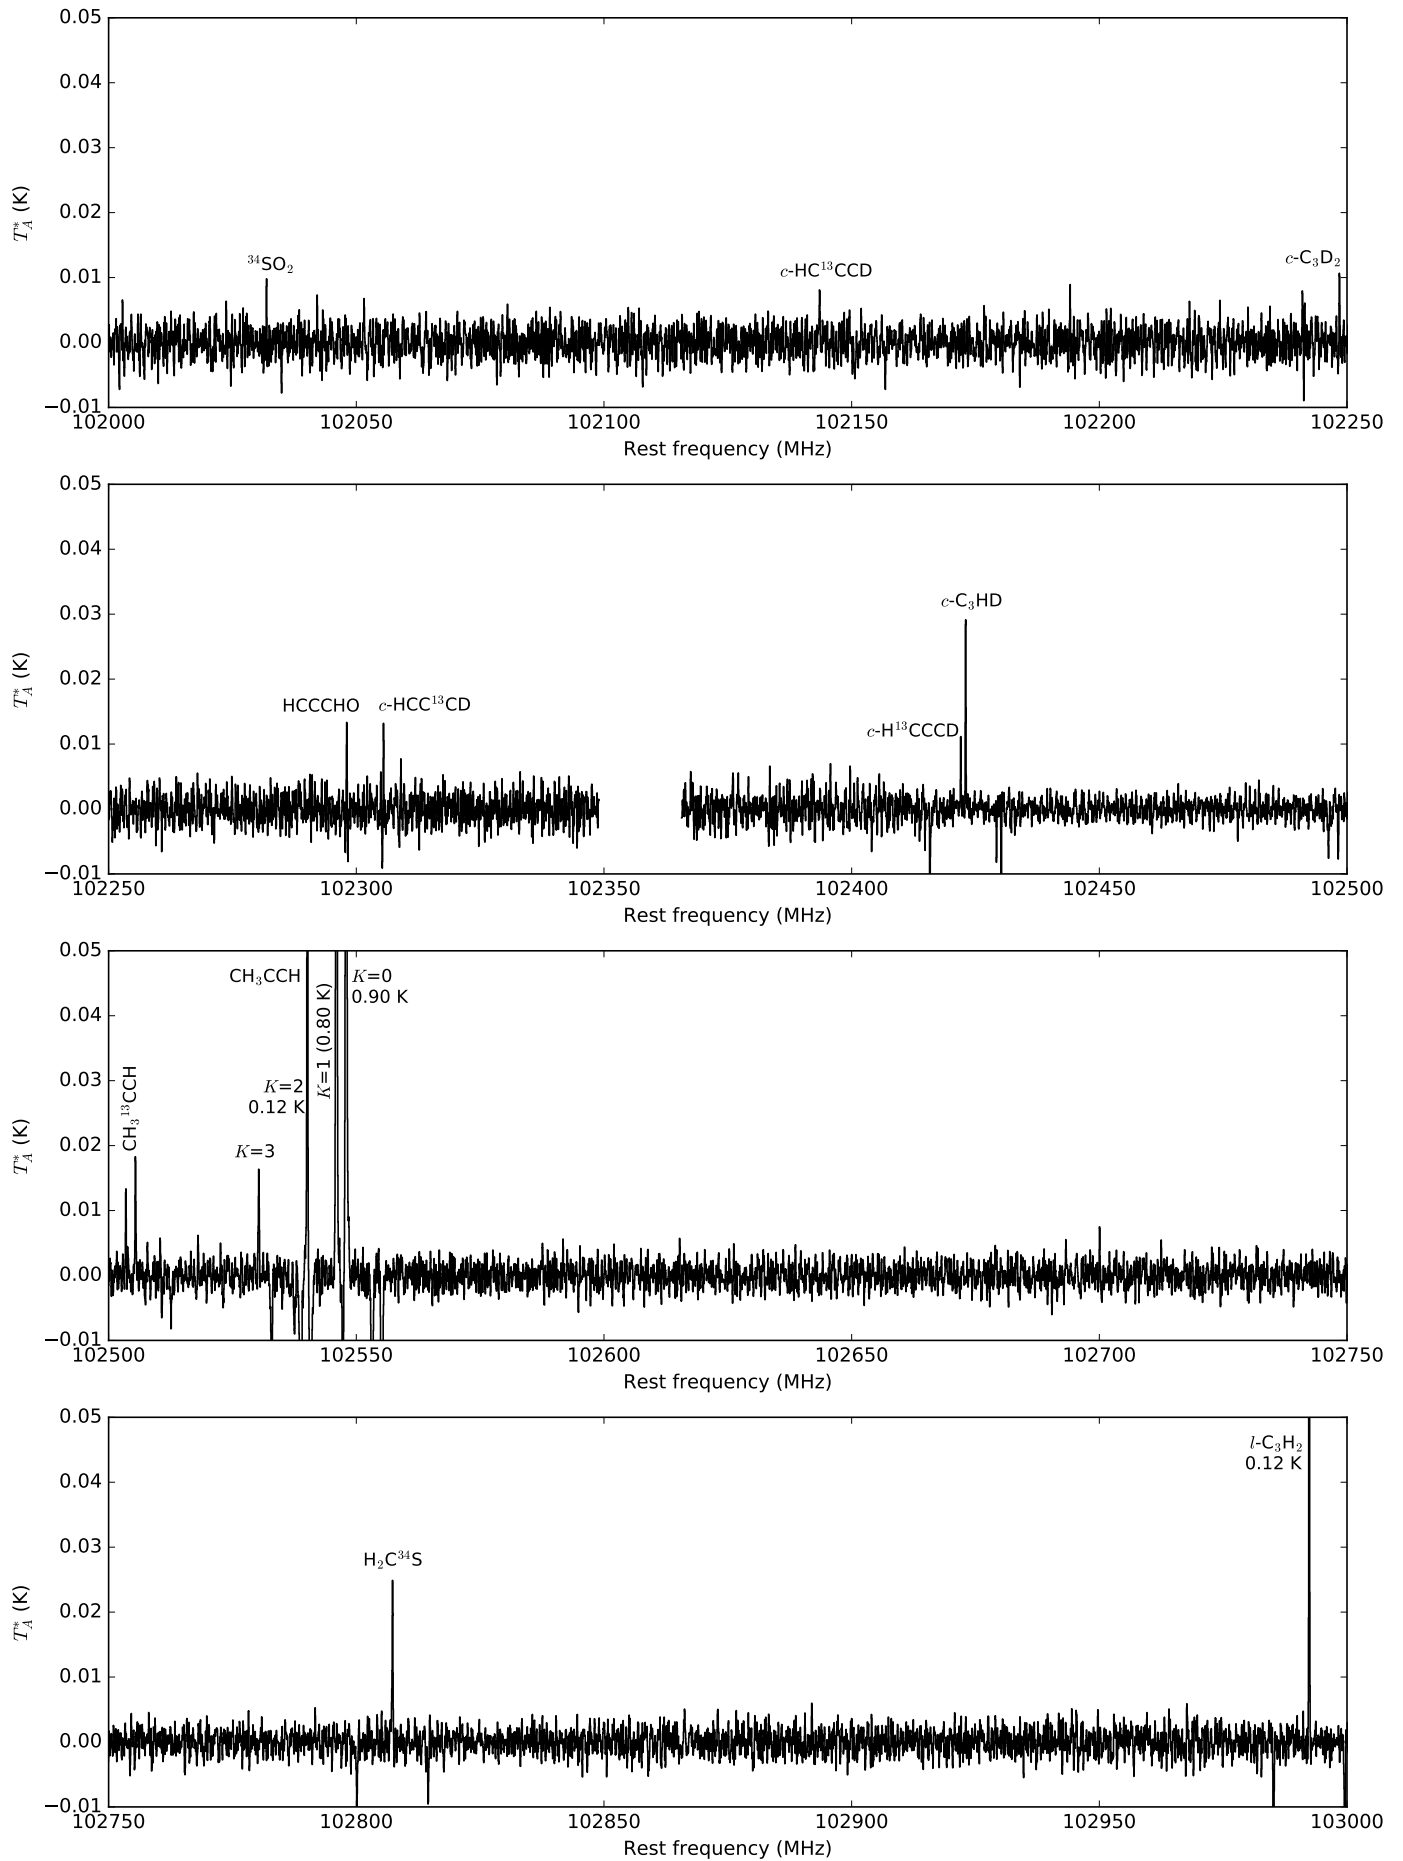 0.05
0.04
0.03
0.02
0.01
0.00
−0.01
T*A (K)
34SO2
c-HC13CCD
c-C3D2
102000 102050 102100 102150 102200 102250
Rest frequency (MHz)
0.05
0.04
0.03
0.02
0.01
0.00
−0.01
T*A (K)
c-C3HD
HCCCHO c-HCC13CD
c-H13CCCD
102250 102300 102350 102400 102450 102500
Rest frequency (MHz)
0.05
0.04
0.03
0.02
0.01
0.00
−0.01
T*A (K)
CH3CCH
K=0
0.90 K
K=1 (0.80 K)
CH313CCH
K=2
0.12 K
K=3
102500 102550 102600 102650 102700 102750
Rest frequency (MHz)
0.05
0.04
0.03
0.02
0.01
0.00
−0.01
T*A (K)
l-C3H2
0.12 K
H2C34S
102750 102800 102850 102900 102950 103000
Rest frequency (MHz)